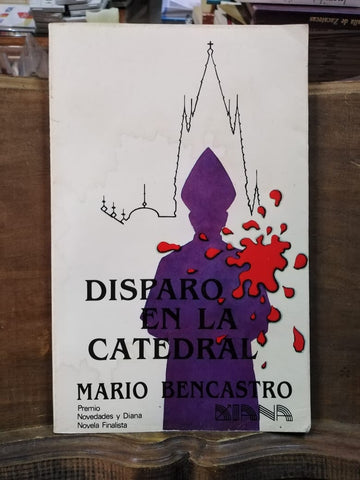 DISPARO
EN LA
CATEDRAL
MARIO BENCASTRO
Premio
Novedades y Diana
Novela Finalista
DIANA